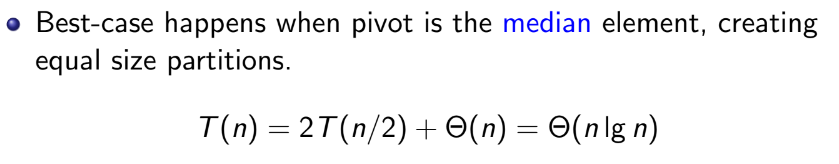 Best-case happens when pivot is the median element, creating
equal size partitions.
T(n) = 2T(n/2) + Θ(n) = Θ(n lg n)